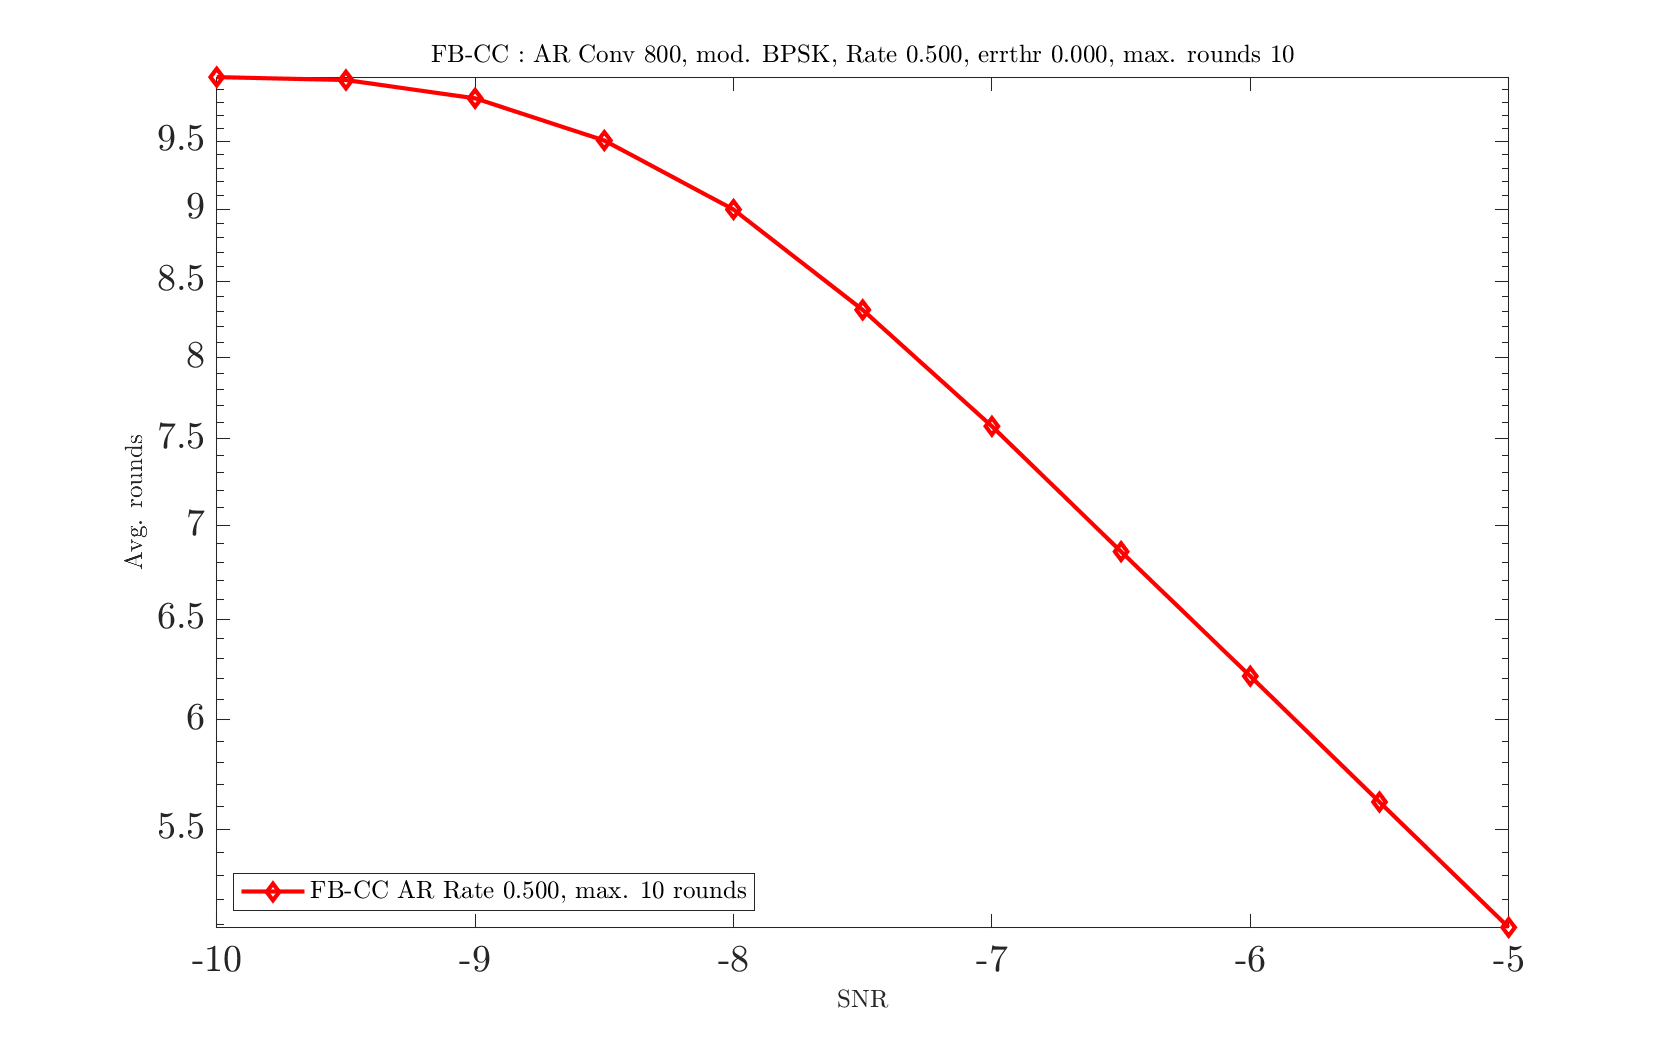 FB-CC : AR Conv 800, mod. BPSK, Rate 0.500, errthr 0.000, max. rounds 10
9.5
9
8.5
8
7.5
7
6.5
6
5.5
Avg. rounds
FB-CC AR Rate 0.500, max. 10 rounds
-10 -9 -8 -7 -6 -5
SNR